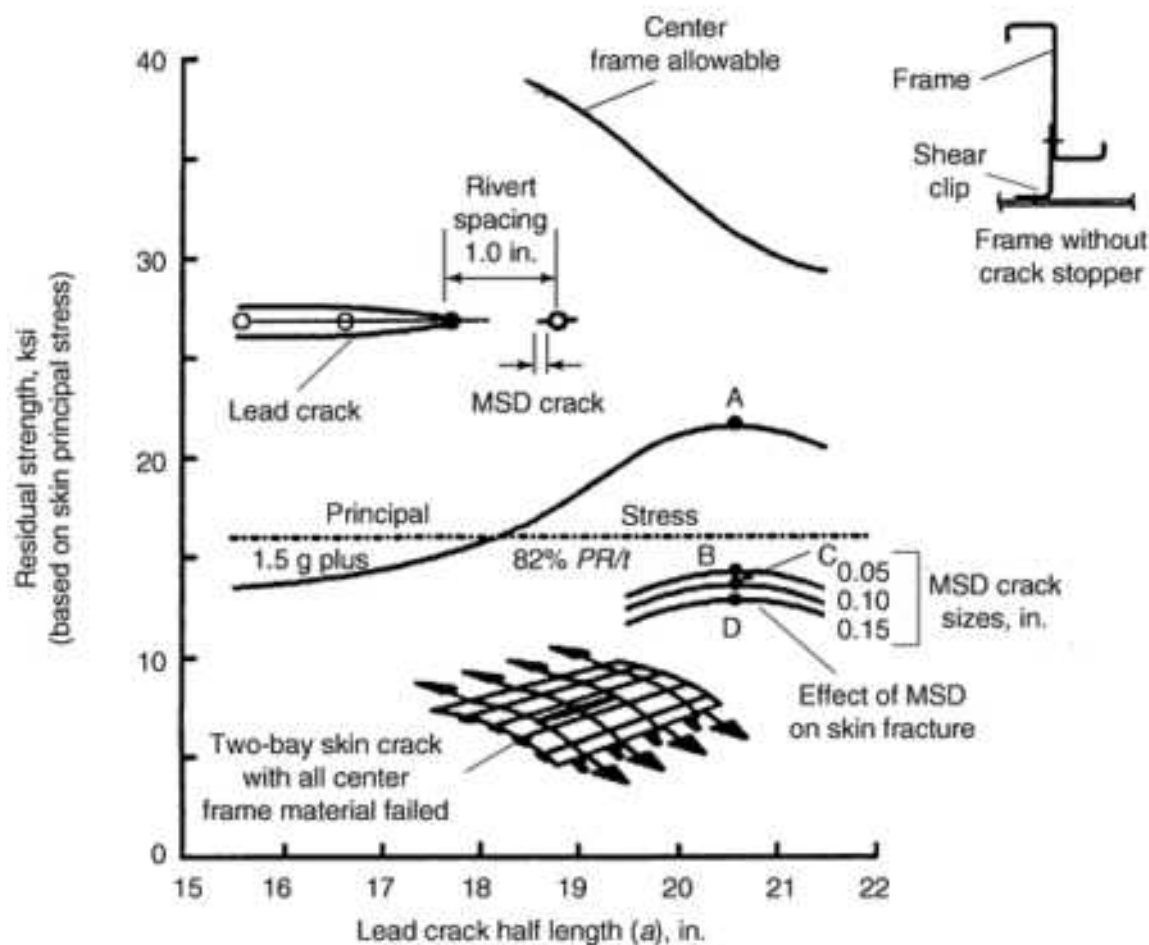 Residual strength, ksi
(based on skin principal stress)
40
30
20
10
0
Center
frame allowable
Frame
Shear
clip
Frame without
crack stopper
Rivert
spacing
1.0 in.
Lead crack
MSD crack
A
Principal Stress
1.5 g plus 82% PR/t
B C
D
0.05
0.10
0.15
MSD crack
sizes, in.
Effect of MSD
on skin fracture
Two-bay skin crack
with all center
frame material failed
15 16 17 18 19 20 21 22
Lead crack half length (a), in.